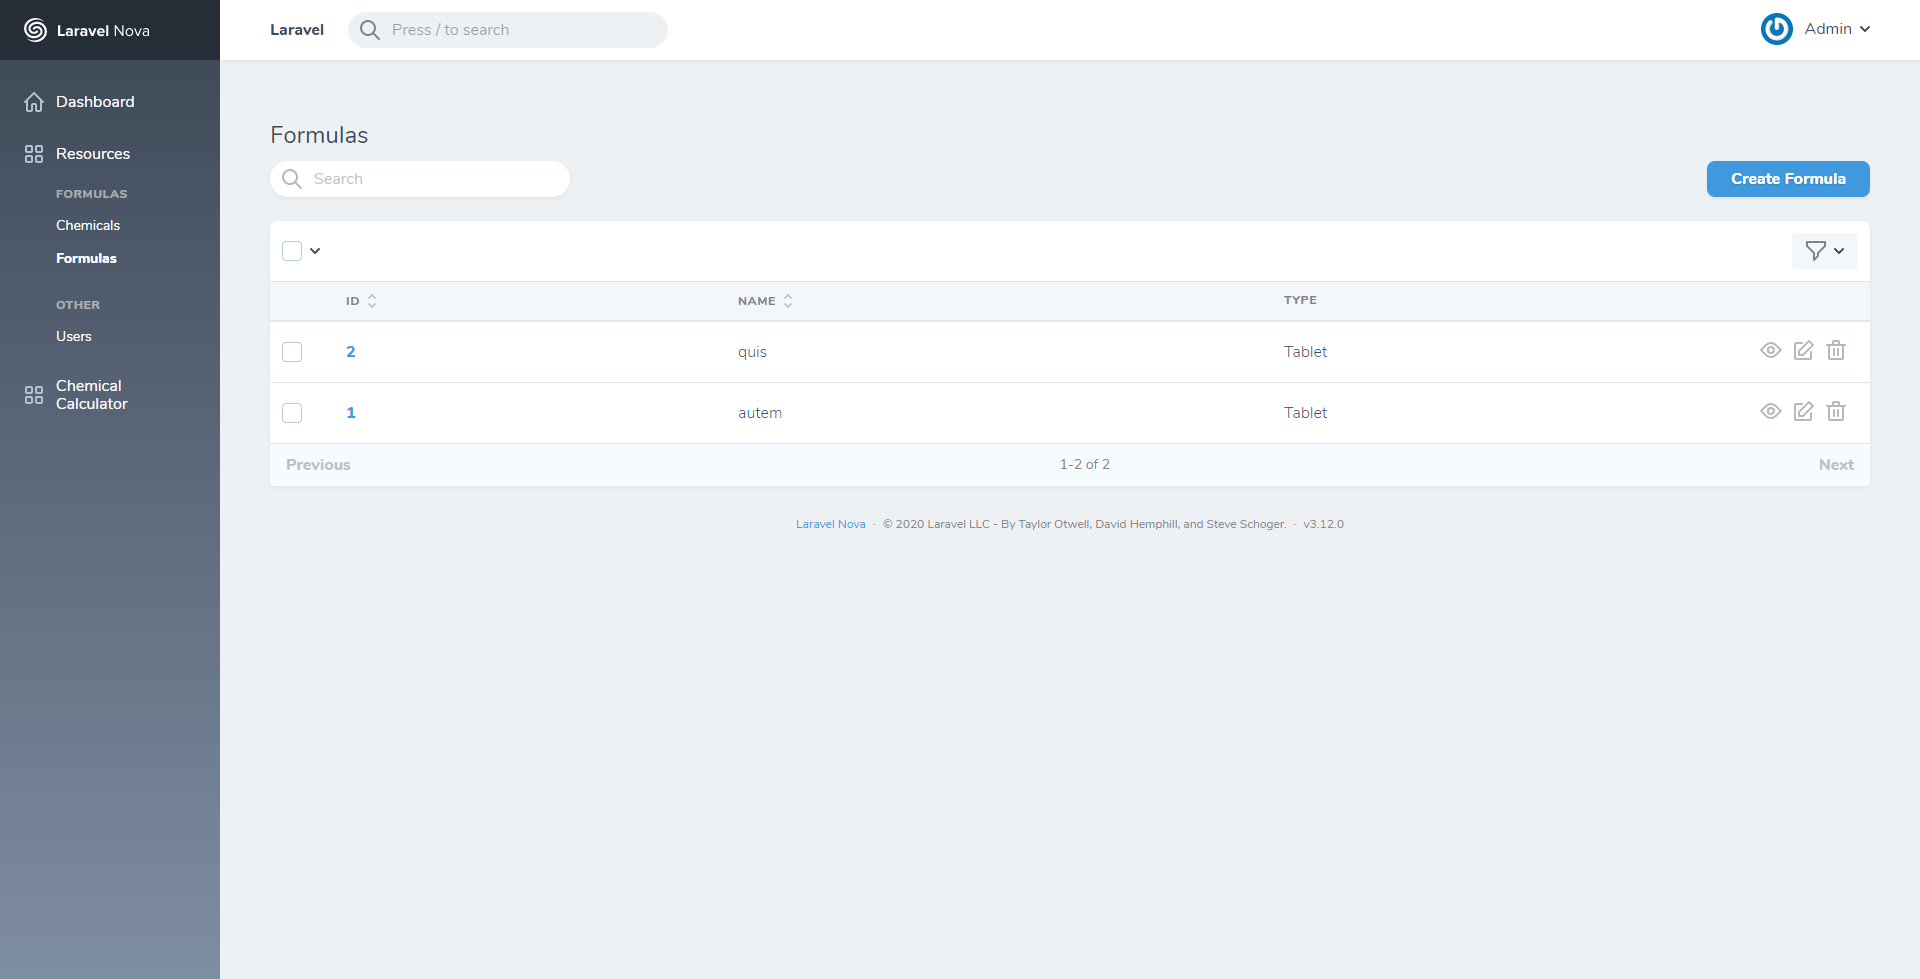 Laravel Nova
Laravel
Press / to search
Admin
Dashboard
Resources
FORMULAS
Chemicals
Formulas
OTHER
Users
Chemical
Calculator
Formulas
Search
Create Formula
ID NAME TYPE
2 quis Tablet
1 autem Tablet
Previous 1-2 of 2 Next
Laravel Nova · © 2020 Laravel LLC - By Taylor Otwell, David Hemphill, and Steve Schoger. · v3.12.0